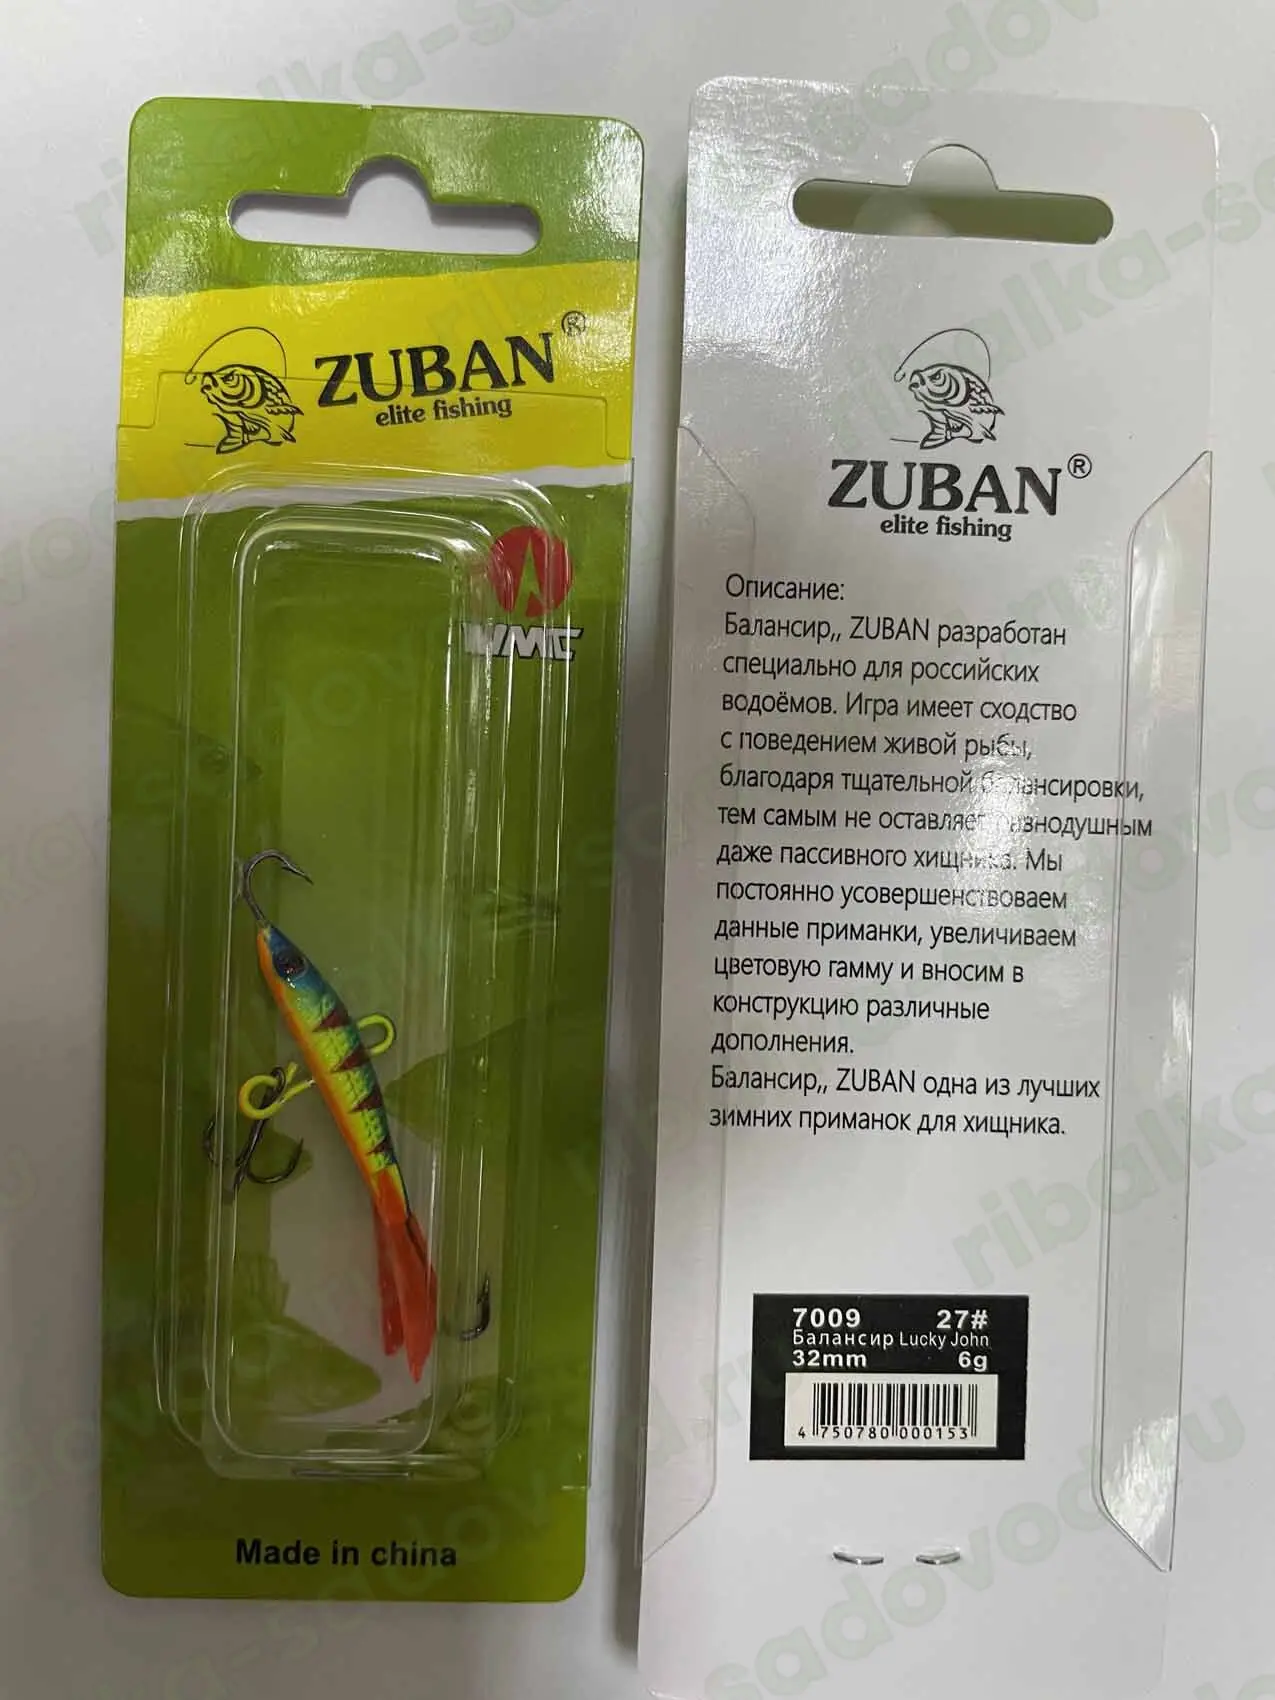 ZUBAN®
elite fishing
WMC
Made in china
ZUBAN®
elite fishing
Описание:
Балансир,, ZUBAN разработан
специально для российских
водоёмов. Игра имеет сходство
с поведением живой рыбы,
благодаря тщательной балансировки,
тем самым не оставляет равнодушным
даже пассивного хищника. Мы
постоянно усовершенствоваем
данные приманки, увеличиваем
цветовую гамму и вносим в
конструкцию различные
дополнения.
Балансир,, ZUBAN одна из лучших
зимних приманок для хищника.
7009 27#
Балансир Lucky John
32mm 6g
4 750780 000153
ribalka-sadovod.ru